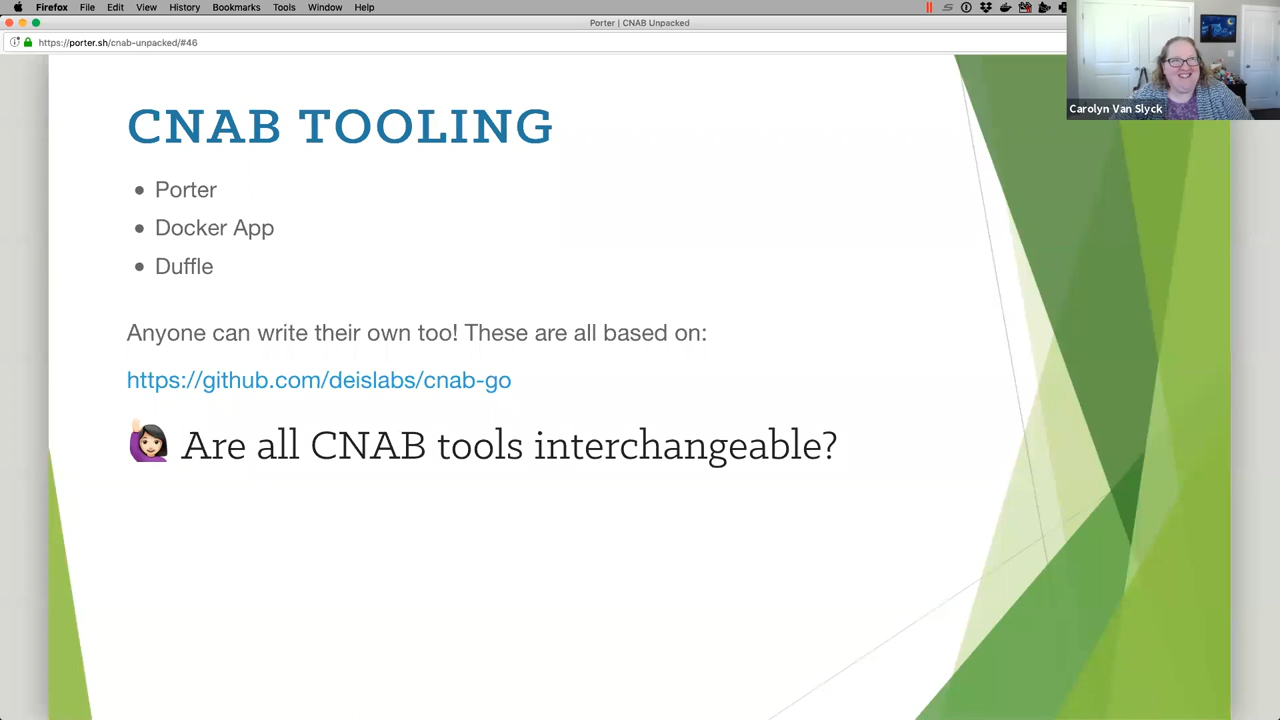 Firefox File Edit View History Bookmarks Tools Window Help
Porter | CNAB Unpacked
https://porter.sh/cnab-unpacked/#46
Carolyn Van Slyck
CNAB TOOLING
• Porter
• Docker App
• Duffle
Anyone can write their own too! These are all based on:
https://github.com/deislabs/cnab-go
Are all CNAB tools interchangeable?